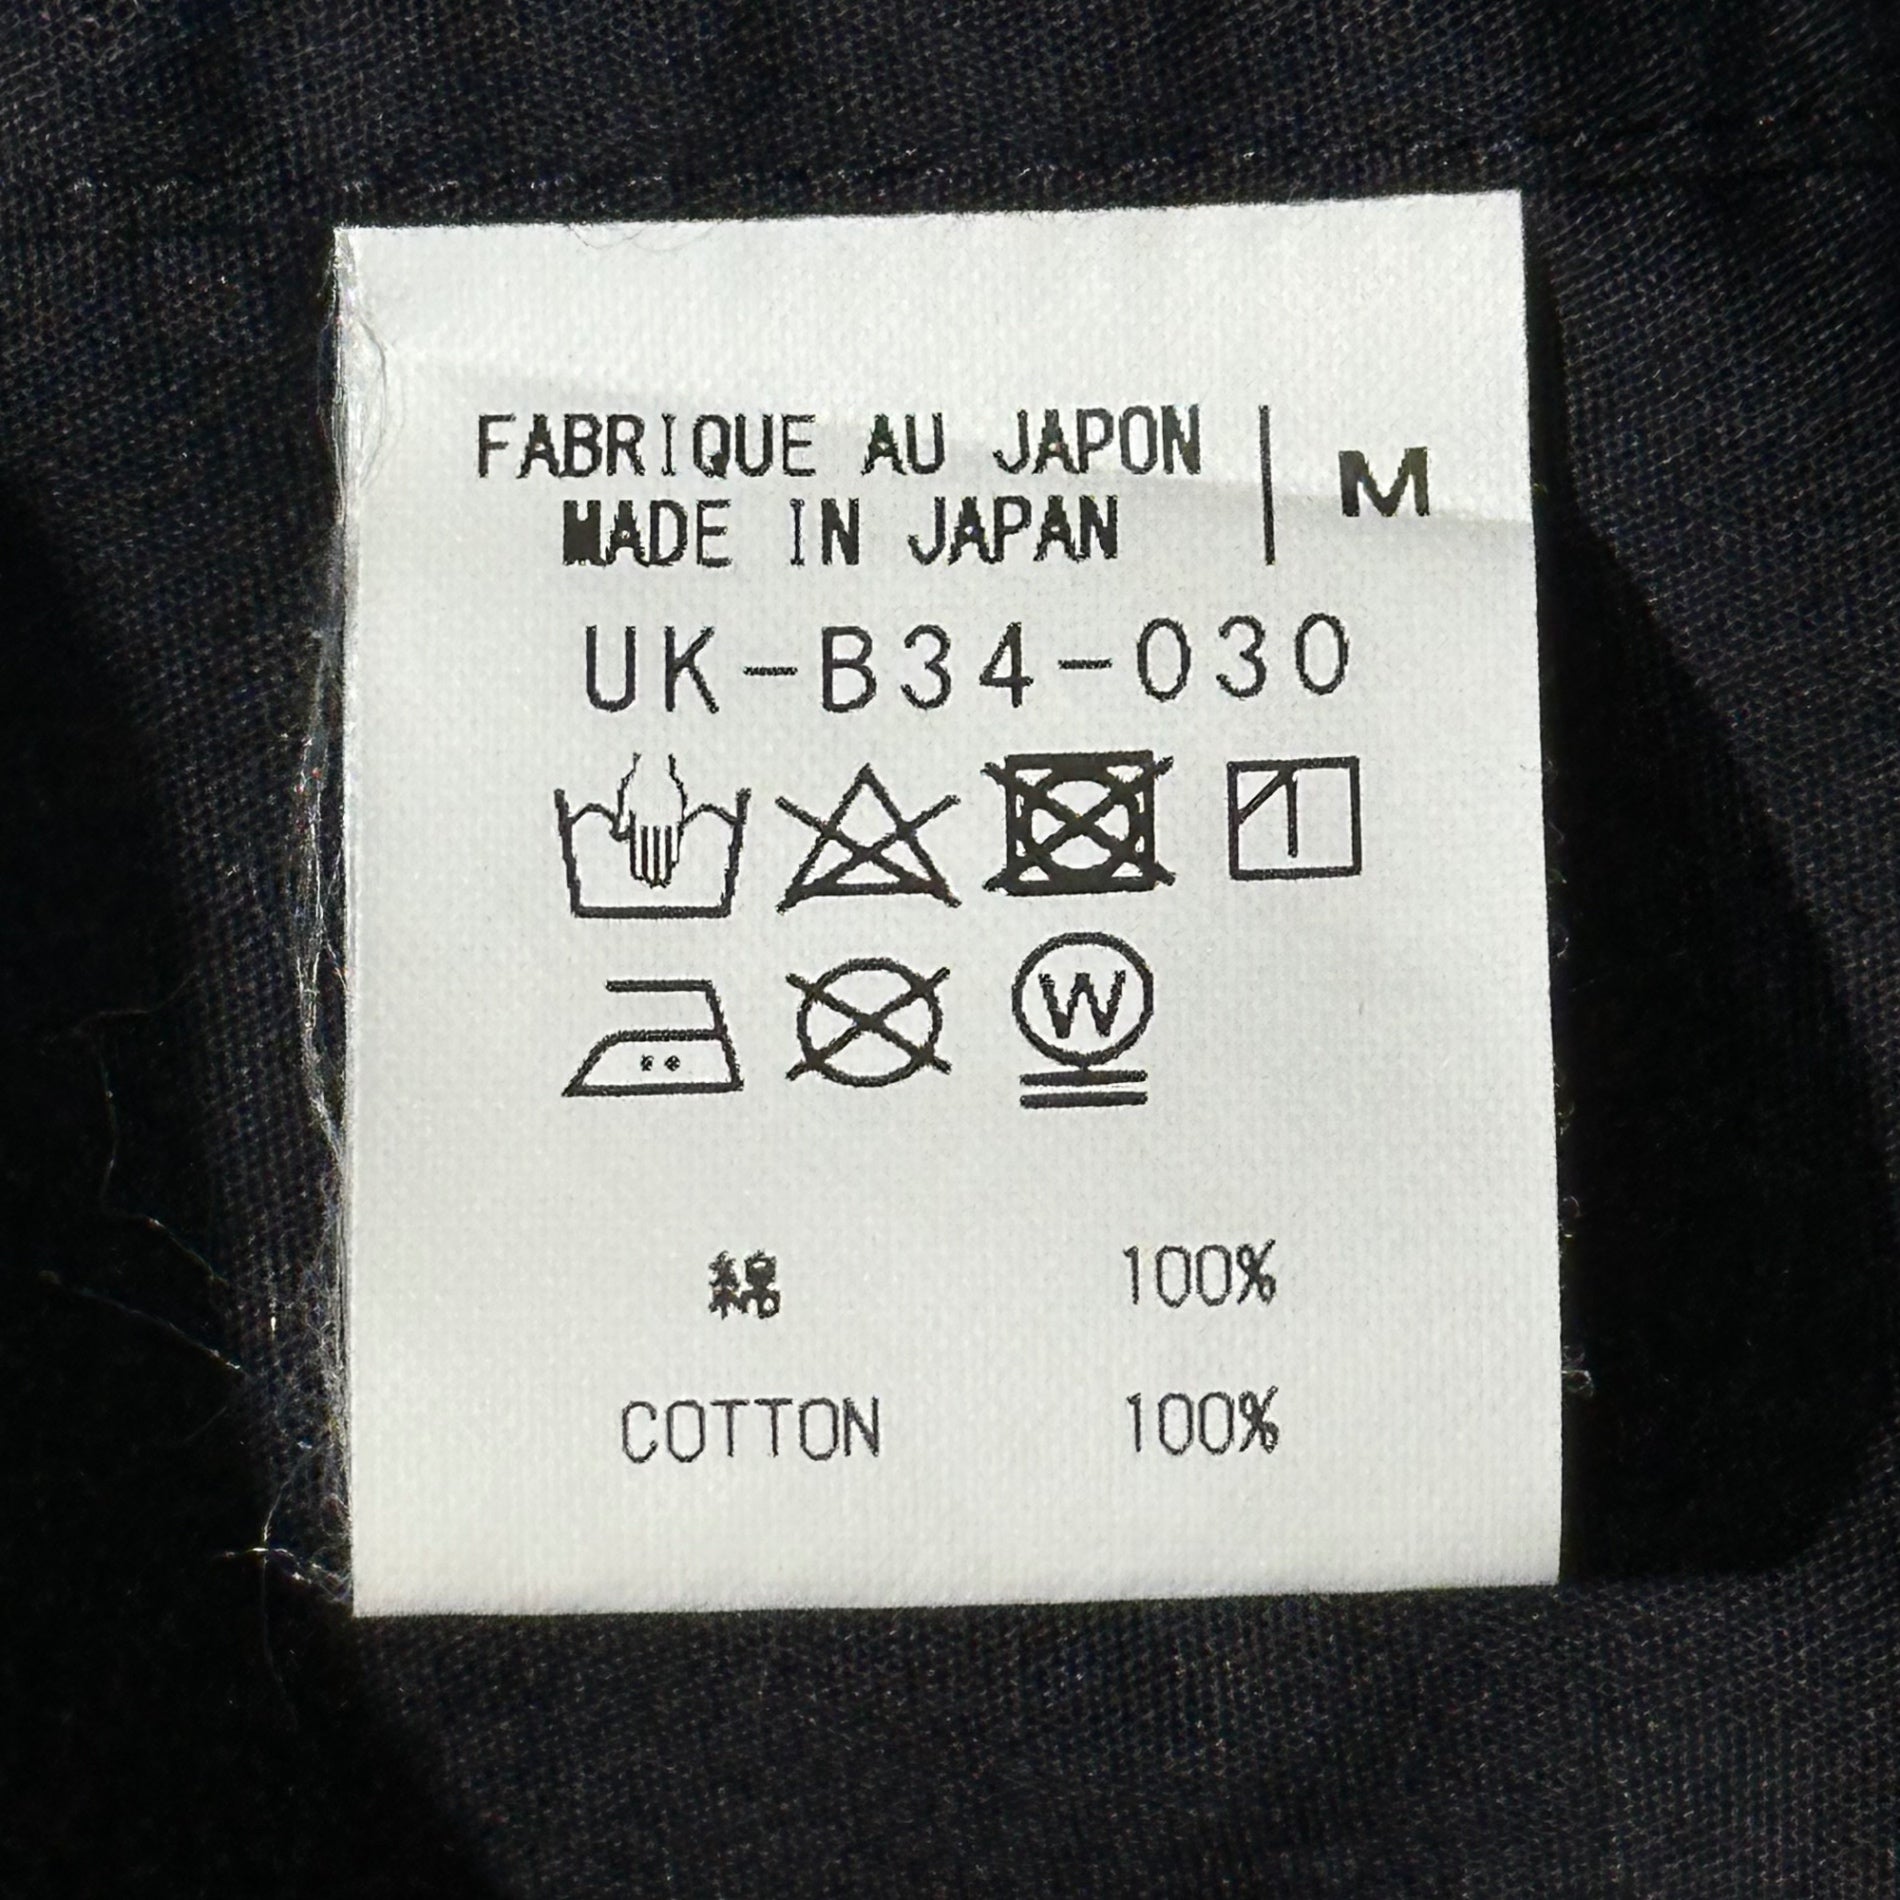 FABRIQUE AU JAPON
MADE IN JAPAN
M
UK-B34-030
W
綿 100%
COTTON 100%